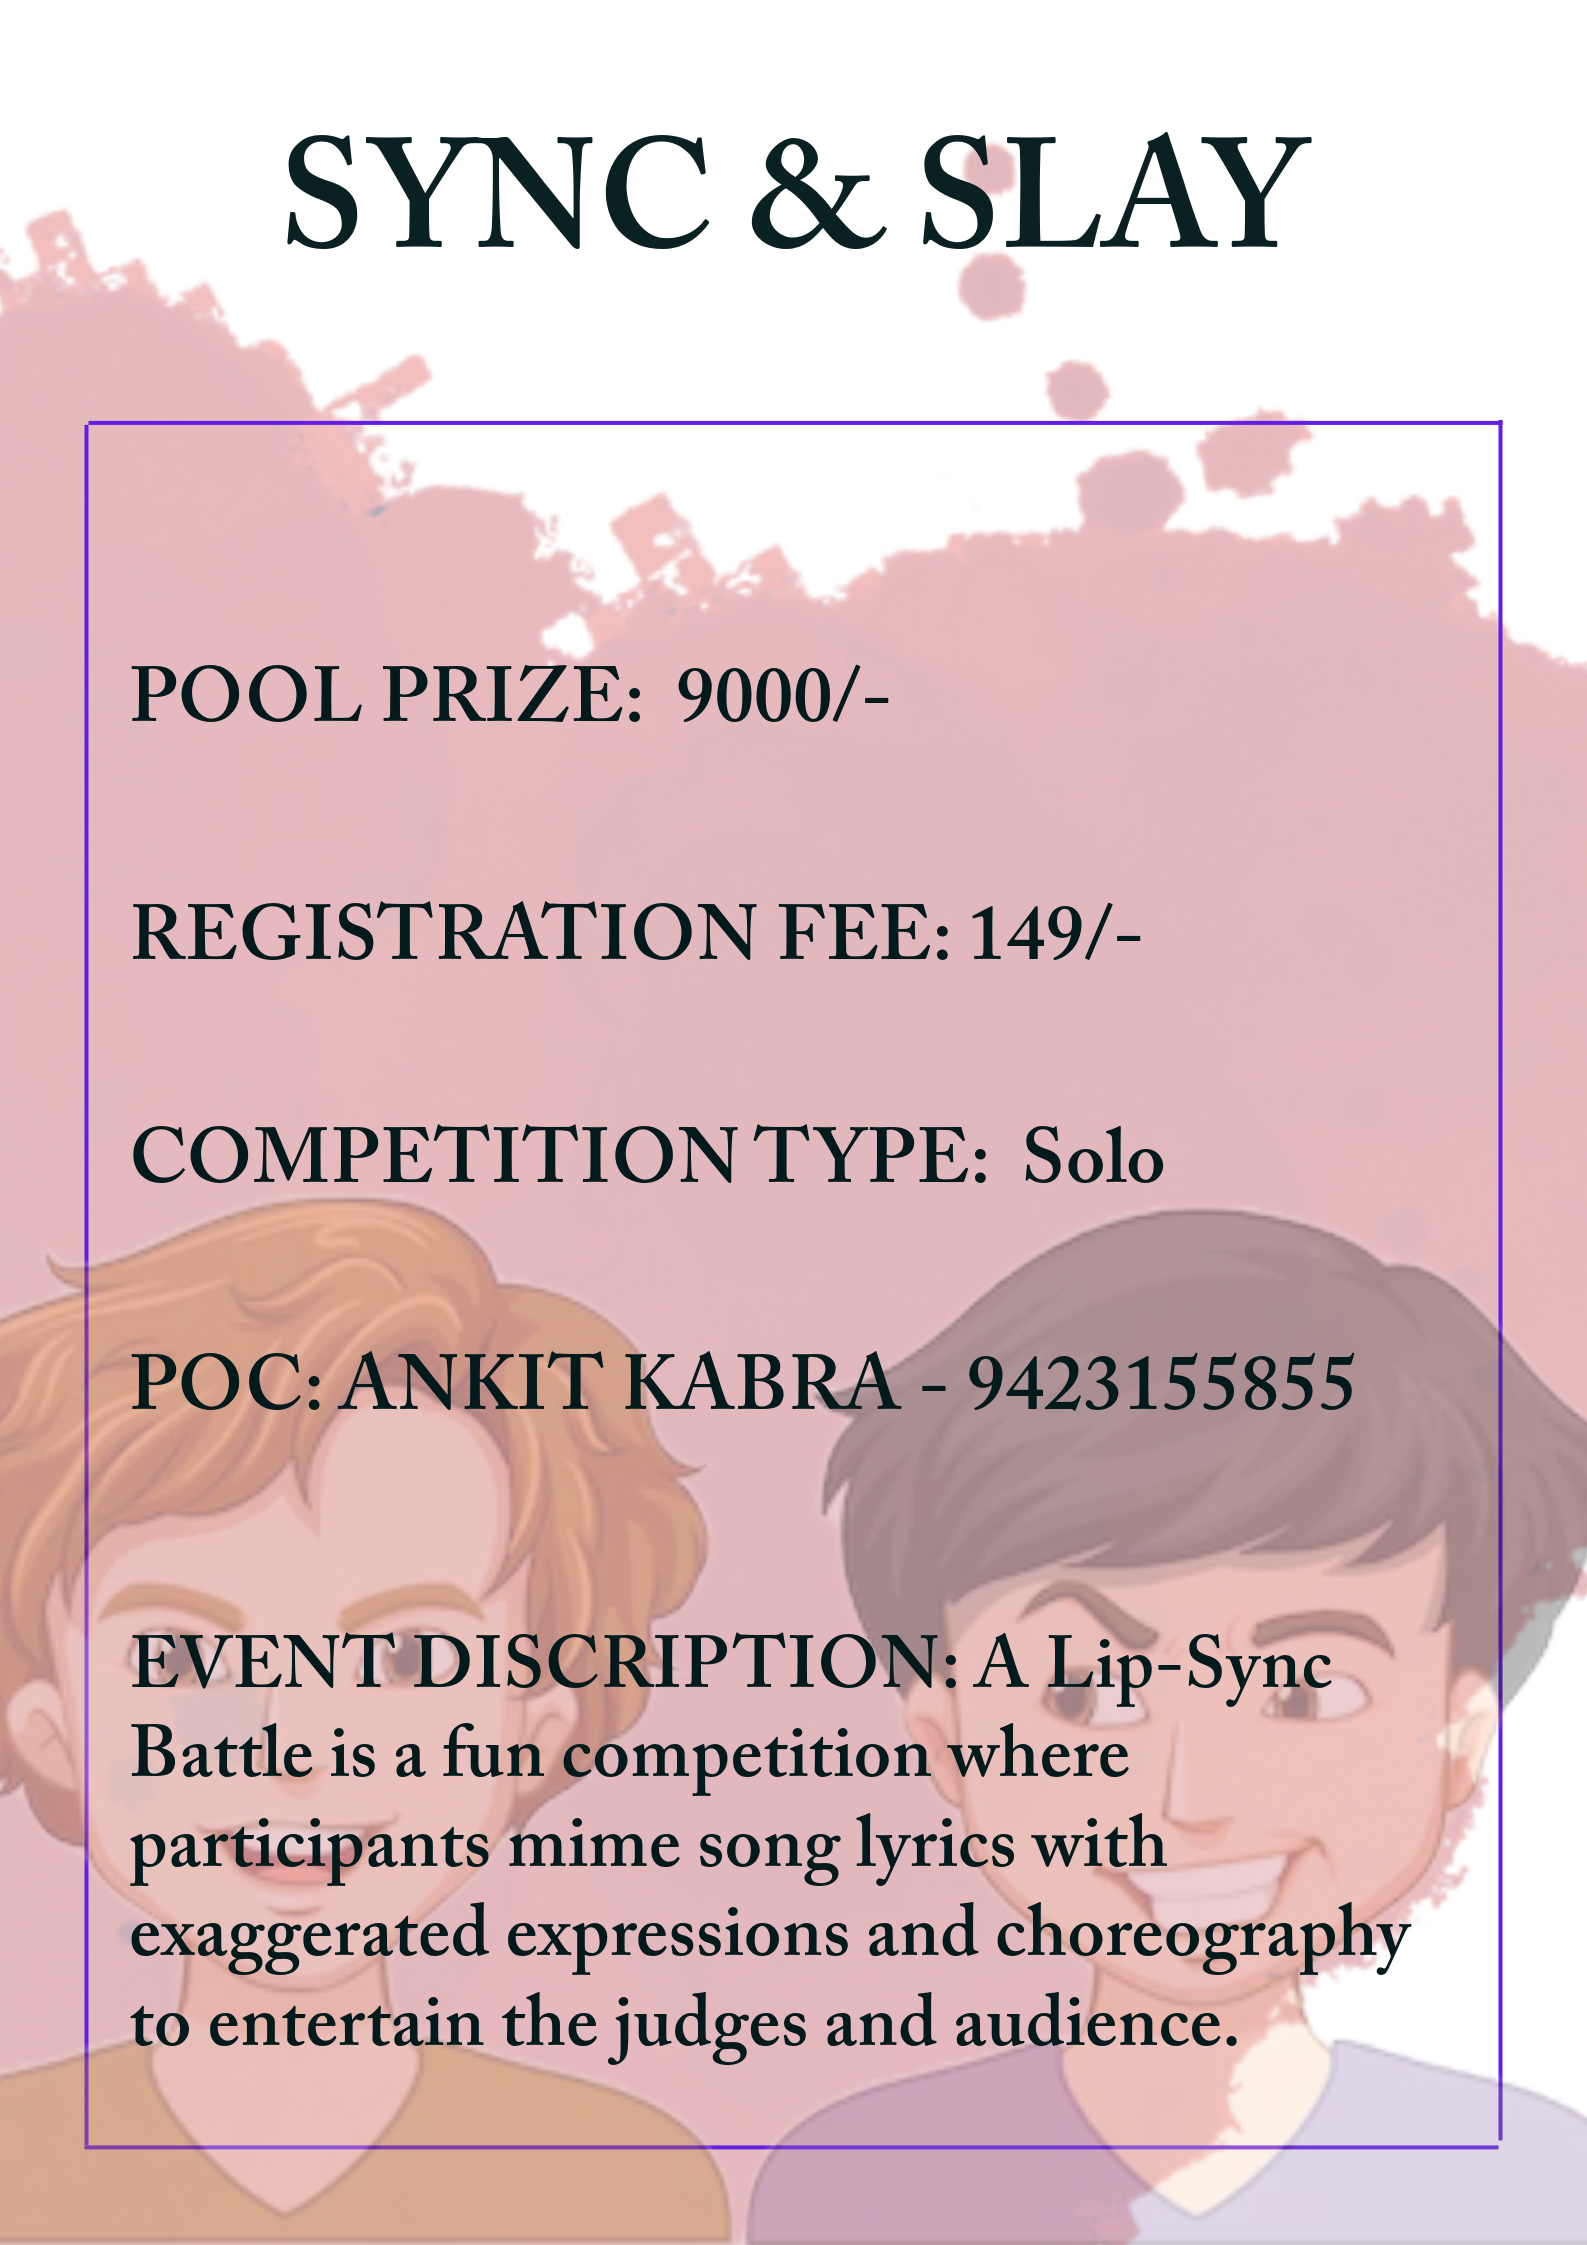 SYNC & SLAY
POOL PRIZE: 9000/-
REGISTRATION FEE: 149/-
COMPETITION TYPE: Solo
POC: ANKIT KABRA - 9423155855
EVENT DISCRIPTION: A Lip-Sync
Battle is a fun competition where
participants mime song lyrics with
exaggerated expressions and choreography
to entertain the judges and audience.